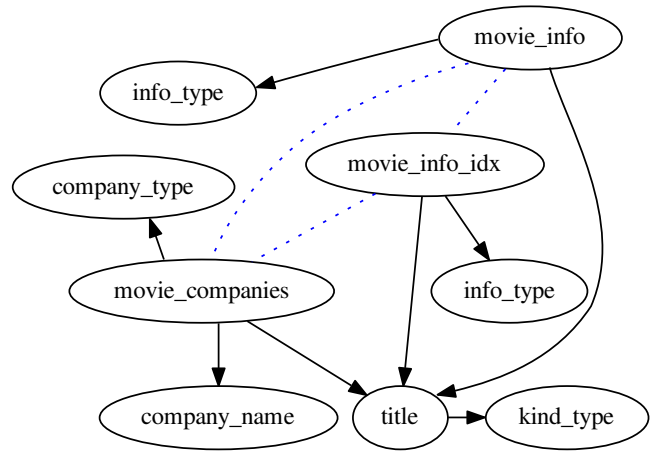 movie_info
info_type
movie_info_idx
company_type
movie_companies
info_type
company_name
title
kind_type